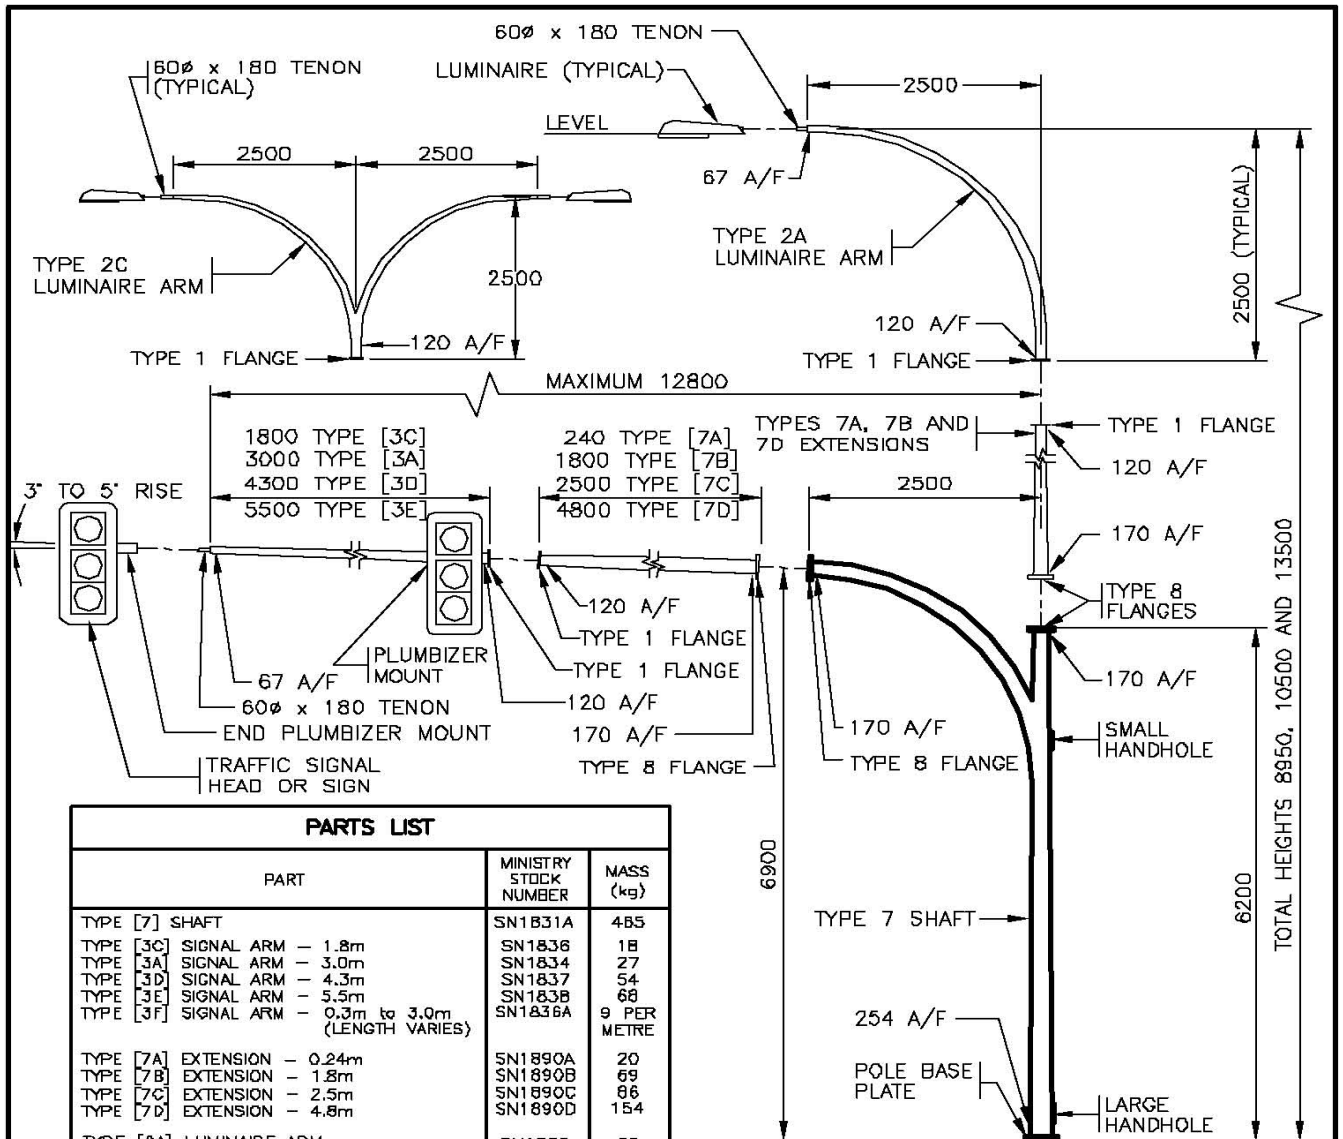 60ø x 180 TENON
60ø x 180 TENON
(TYPICAL)
LUMINAIRE (TYPICAL)
2500
LEVEL
2500
2500
67 A/F
2500 (TYPICAL)
TYPE 2A
LUMINAIRE ARM
TYPE 2C
LUMINAIRE ARM
2500
120 A/F
120 A/F
TYPE 1 FLANGE
TYPE 1 FLANGE
MAXIMUM 12800
1800 TYPE [3C]
3000 TYPE [3A]
4300 TYPE [3D]
5500 TYPE [3E]
240 TYPE [7A]
1800 TYPE [7B]
2500 TYPE [7C]
4800 TYPE [7D]
TYPES 7A, 7B AND
7D EXTENSIONS
TYPE 1 FLANGE
120 A/F
2500
3° TO 5° RISE
170 A/F
TYPE 8
FLANGES
120 A/F
TYPE 1 FLANGE
PLUMBIZER
MOUNT
TYPE 1 FLANGE
67 A/F
120 A/F
170 A/F
60ø x 180 TENON
END PLUMBIZER MOUNT
170 A/F
170 A/F
SMALL
HANDHOLE
TYPE 8 FLANGE
TYPE 8 FLANGE
TRAFFIC SIGNAL
HEAD OR SIGN
TOTAL HEIGHTS 8950, 10500 AND 13500
6900
6200
TYPE 7 SHAFT
254 A/F
POLE BASE
PLATE
LARGE
HANDHOLE
PARTS LIST
PART
MINISTRY
STOCK
NUMBER
MASS
(kg)
TYPE [7] SHAFT SN1831A 485
TYPE [3C] SIGNAL ARM – 1.8m SN1836 18
TYPE [3A] SIGNAL ARM – 3.0m SN1834 27
TYPE [3D] SIGNAL ARM – 4.3m SN1837 54
TYPE [3E] SIGNAL ARM – 5.5m SN1838 68
TYPE [3F] SIGNAL ARM – 0.3m to 3.0m SN1836A 9 PER
(LENGTH VARIES) METRE
TYPE [7A] EXTENSION – 0.24m SN1890A 20
TYPE [7B] EXTENSION – 1.8m SN1890B 69
TYPE [7C] EXTENSION – 2.5m SN1890C 86
TYPE [7D] EXTENSION – 4.8m SN1890D 154
LUMINAIRE ARM